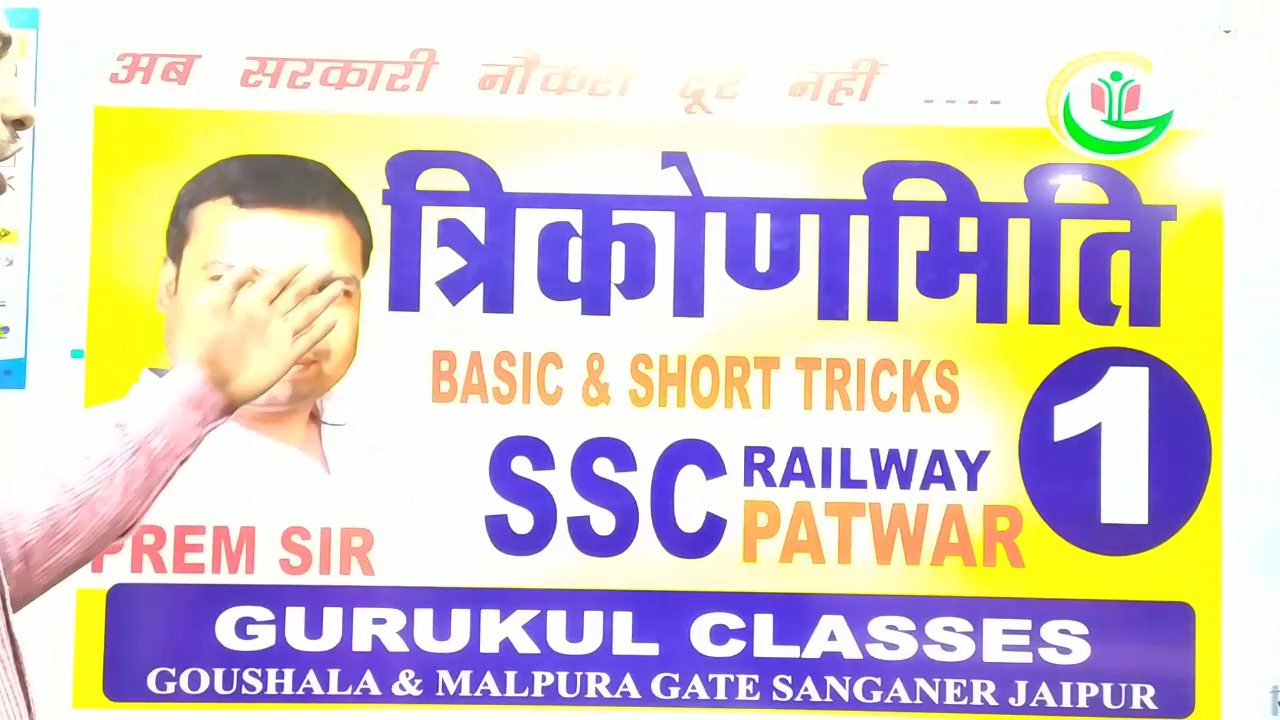 अब सरकारी नौकरी दूर नहीं ....
त्रिकोणमिति
BASIC & SHORT TRICKS
SSC RAILWAY
PATWAR
1
PREM SIR
GURUKUL CLASSES
GOUSHALA & MALPURA GATE SANGANER JAIPUR